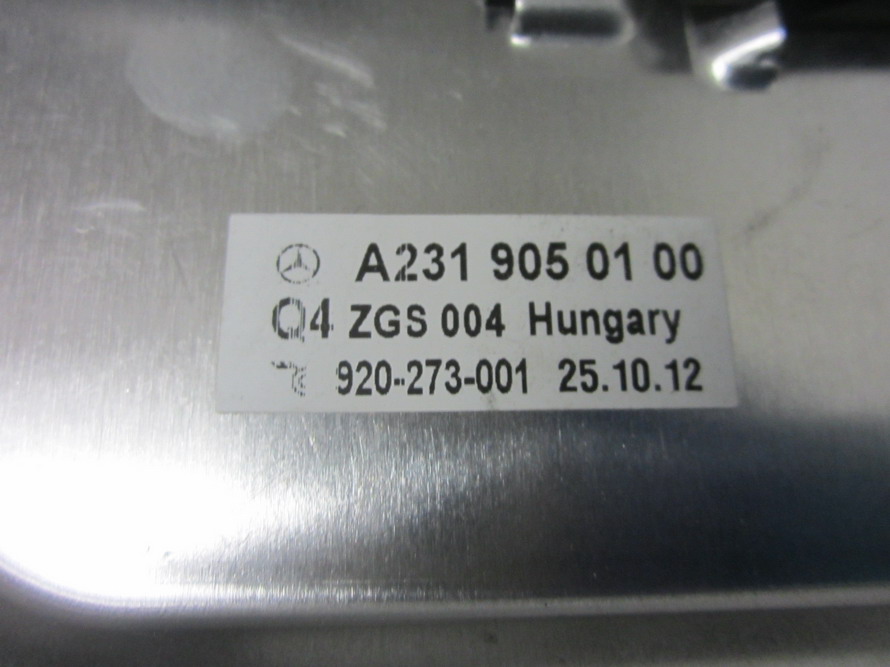 A231 905 01 00
Q4 ZGS 004 Hungary
920-273-001 25.10.12